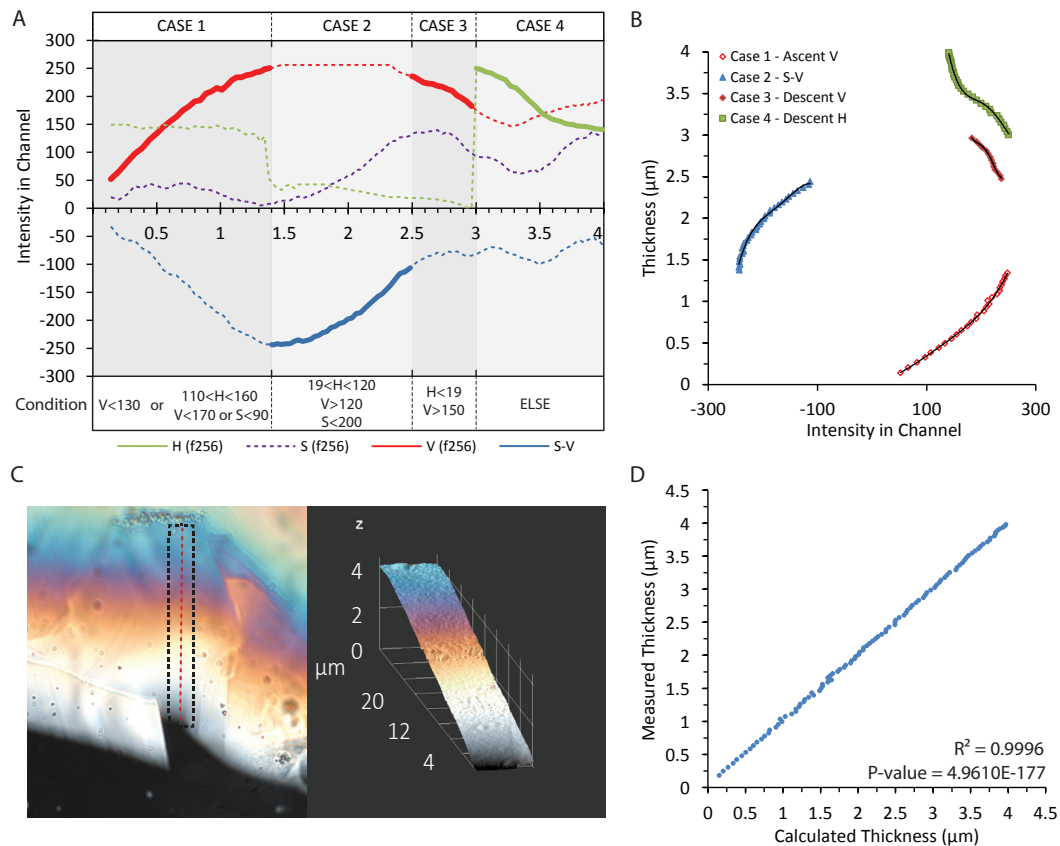 A
CASE 1 CASE 2 CASE 3 CASE 4
Intensity in Channel
300
250
200
150
100
50
0
-50
-100
-150
-200
-250
-300
0.5 1 1.5 2 2.5 3 3.5 4
Condition
V<130 or
110<H<160
V<170 or S<90
19<H<120
V>120
S<200
H<19
V>150
ELSE
H (f256) S (f256) V (f256) S-V
B
Case 1 - Ascent V
Case 2 - S-V
Case 3 - Descent V
Case 4 - Descent H
Thickness (µm)
4
3.5
3
2.5
2
1.5
1
0.5
0
-300 -100 100 300
Intensity in Channel
C
z
4
2
0
µm
20
12
4
D
Measured Thickness (µm)
4.5
4
3.5
3
2.5
2
1.5
1
0.5
0
R² = 0.9996
P-value = 4.9610E-177
0 0.5 1 1.5 2 2.5 3 3.5 4 4.5
Calculated Thickness (µm)